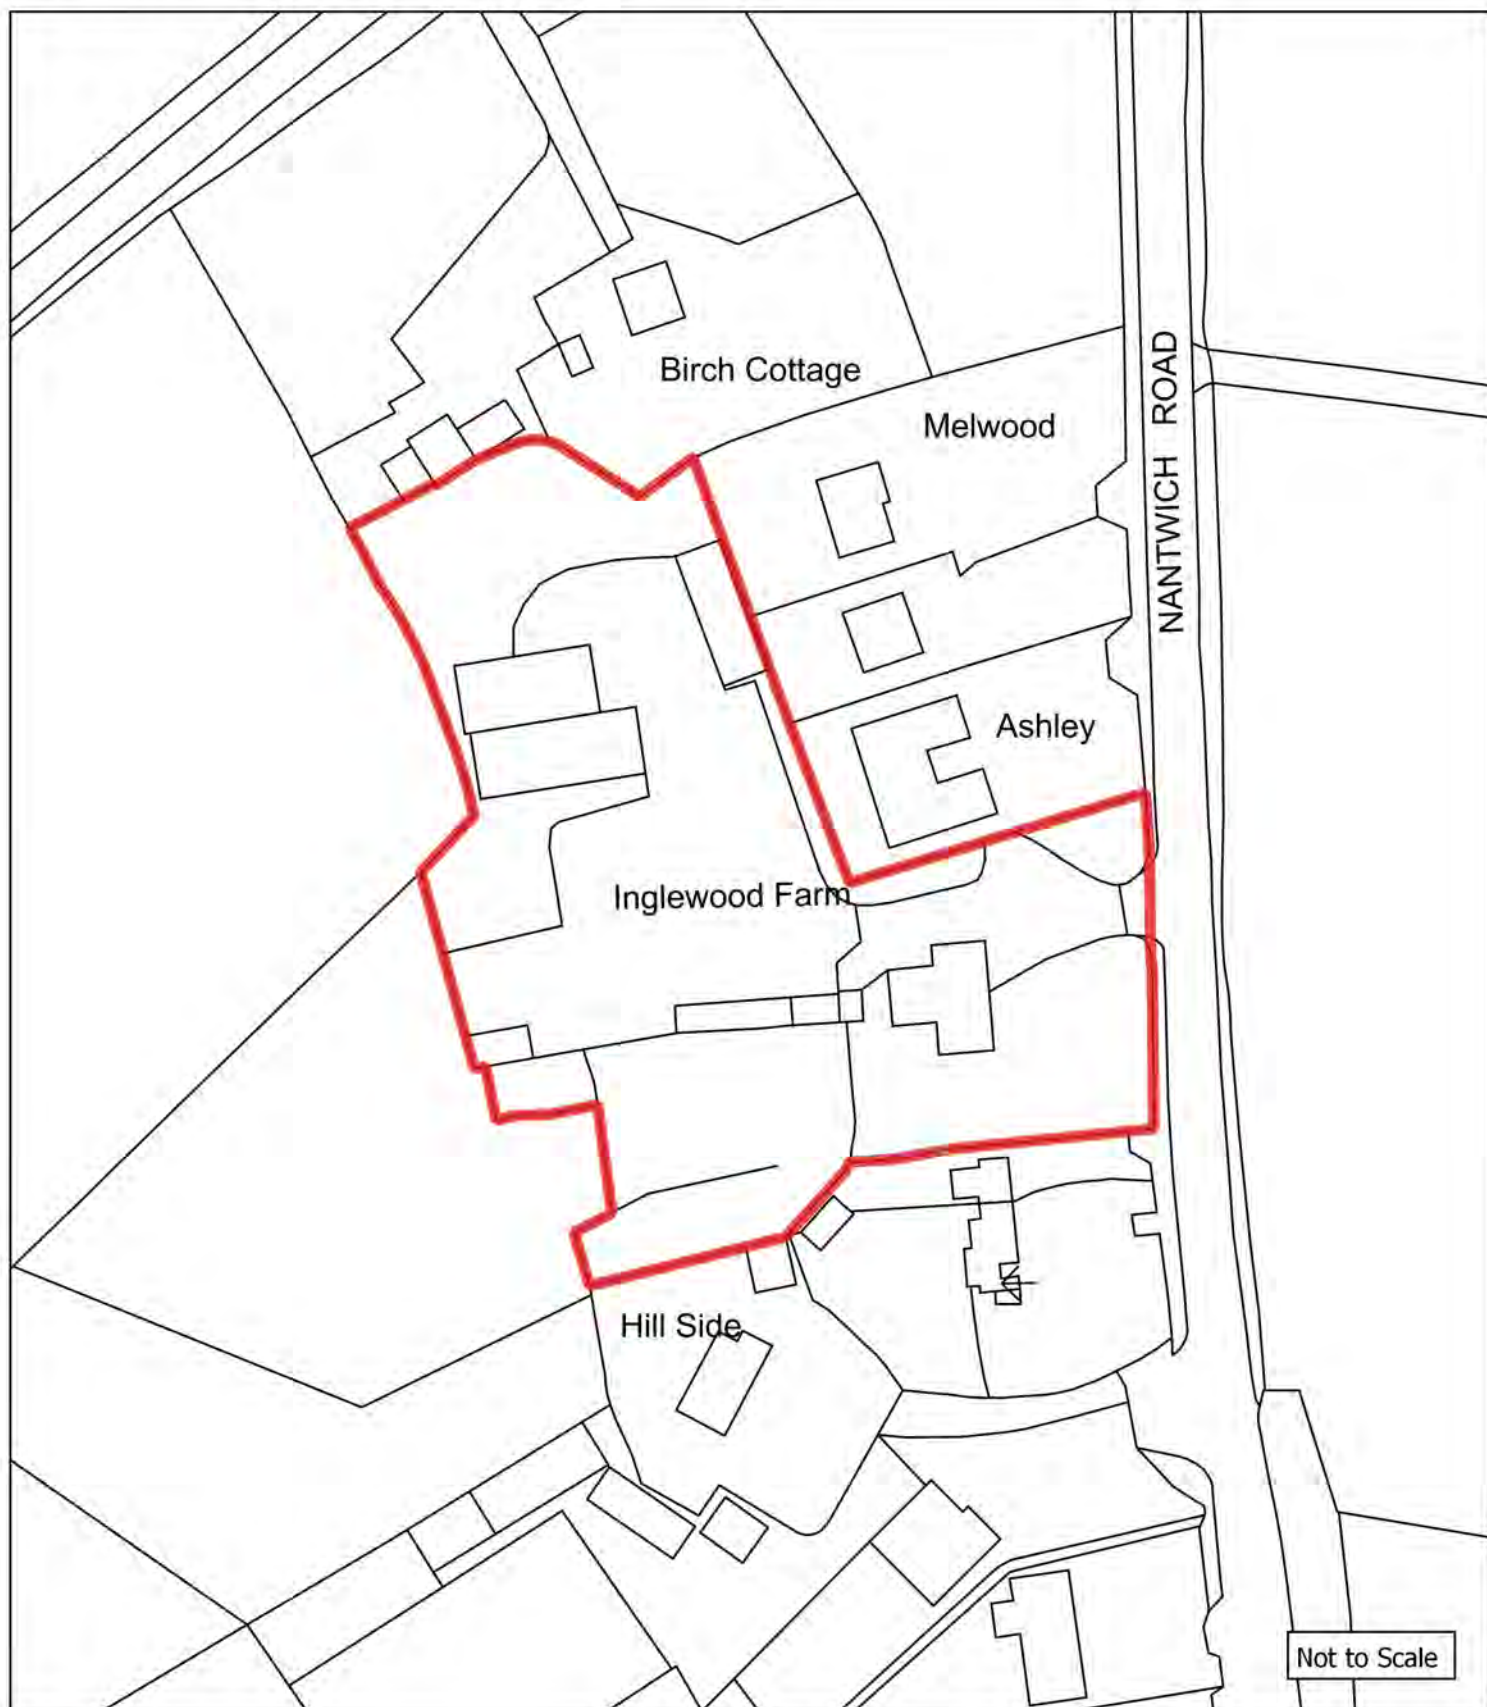 Birch Cottage
Melwood
NANTWICH ROAD
Ashley
Inglewood Farm
Hill Side
Not to Scale